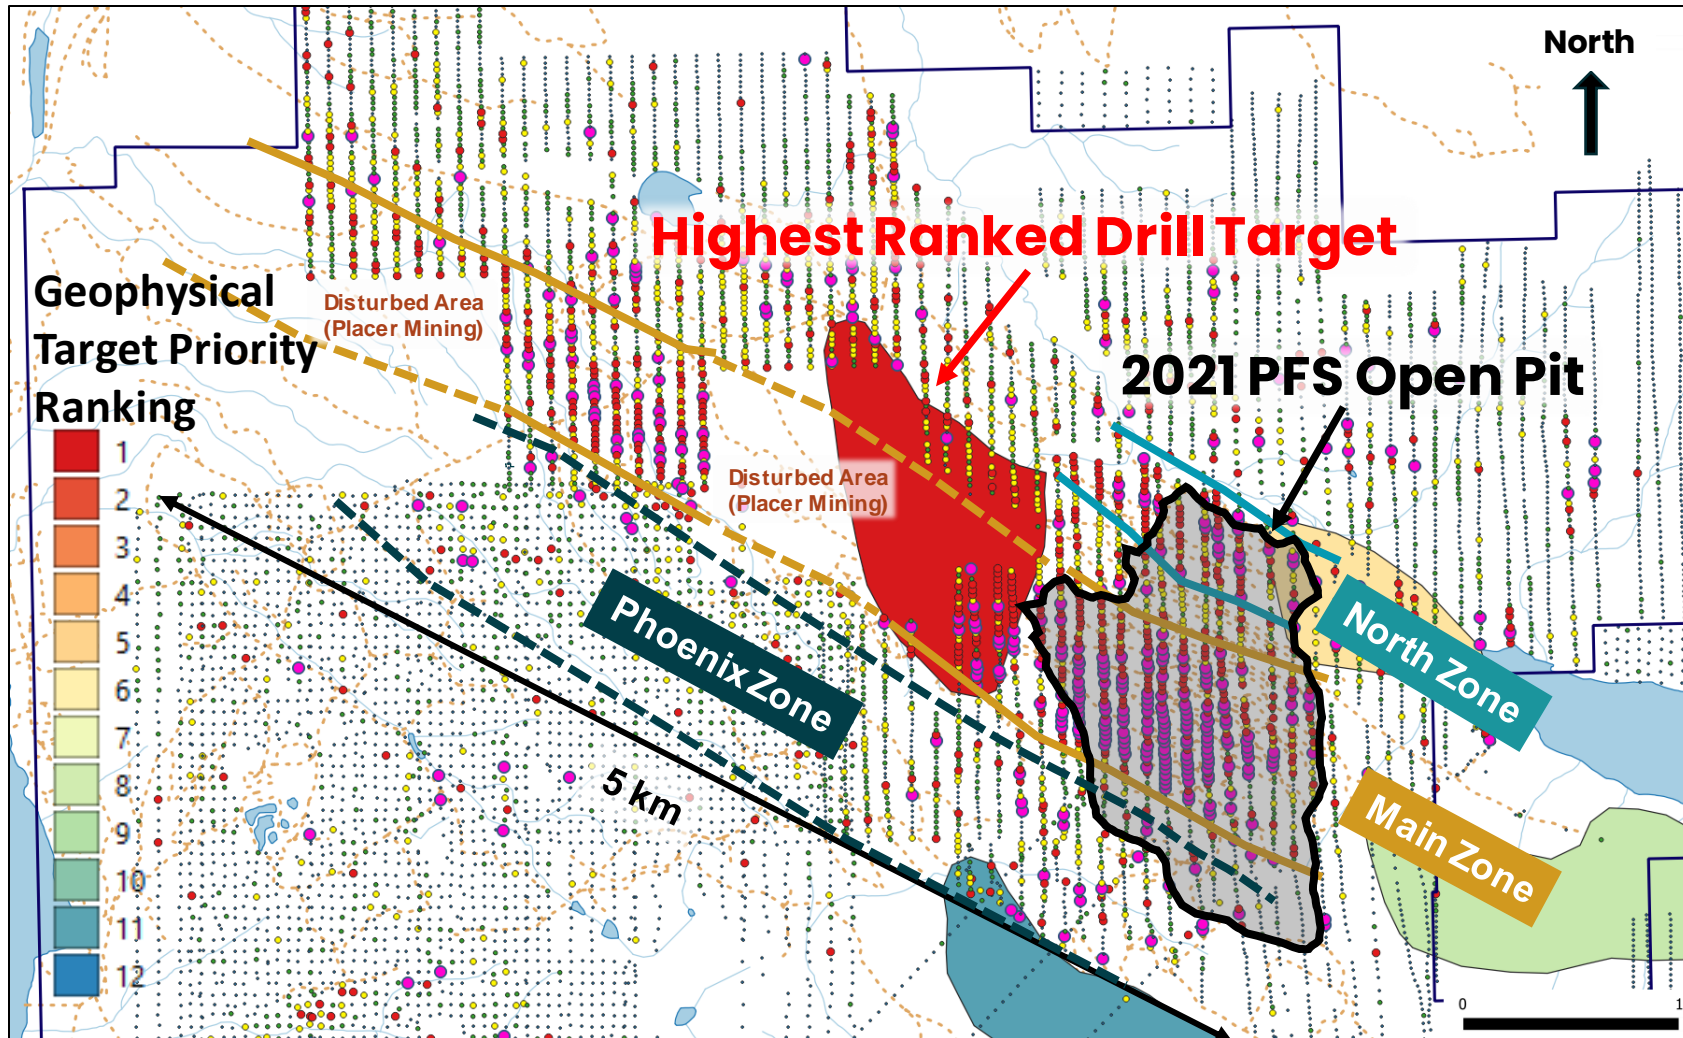 North
Highest Ranked Drill Target
Geophysical
Target Priority
Ranking
Disturbed Area
(Placer Mining)
2021 PFS Open Pit
1
2
3
4
5
6
7
8
9
10
11
12
Disturbed Area
(Placer Mining)
Phoenix Zone
North Zone
Main Zone
5 km
0
1